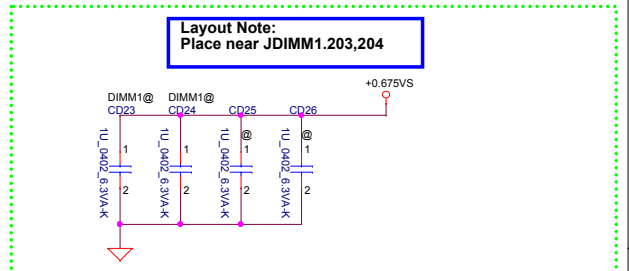 Layout Note:
Place near JDIMM1.203,204
+0.675VS
DIMM1@ DIMM1@
CD23 CD24 CD25 CD26
@ @
1 1 1 1
1U_0402_6.3VA-K 1U_0402_6.3VA-K 1U_0402_6.3VA-K 1U_0402_6.3VA-K
2 2 2 2